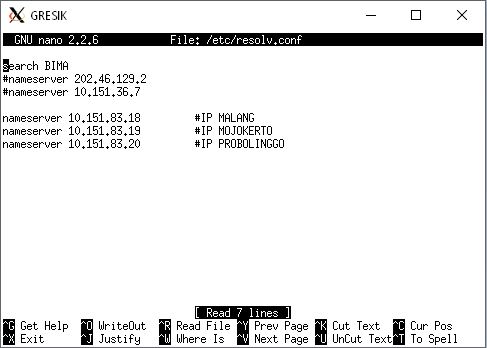 GRESIK
GNU nano 2.2.6 File: /etc/resolv.conf
search BIMA
#nameserver 202.46.129.2
#nameserver 10.151.36.7
nameserver 10.151.83.18 #IP MALANG
nameserver 10.151.83.19 #IP MOJOKERTO
nameserver 10.151.83.20 #IP PROBOLINGGO
[ Read 7 lines ]
^G Get Help ^O WriteOut ^R Read File ^Y Prev Page ^K Cut Text ^C Cur Pos
^X Exit ^J Justify ^W Where Is ^V Next Page ^U UnCut Text ^T To Spell